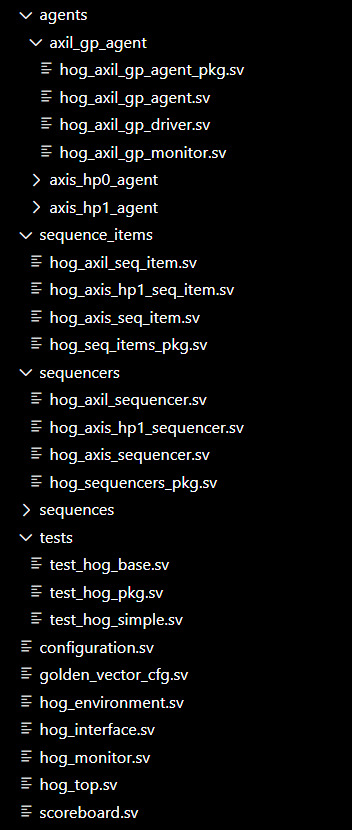 agents
axil_gp_agent
hog_axil_gp_agent_pkg.sv
hog_axil_gp_agent.sv
hog_axil_gp_driver.sv
hog_axil_gp_monitor.sv
axis_hp0_agent
axis_hp1_agent
sequence_items
hog_axil_seq_item.sv
hog_axis_hp1_seq_item.sv
hog_axis_seq_item.sv
hog_seq_items_pkg.sv
sequencers
hog_axil_sequencer.sv
hog_axis_hp1_sequencer.sv
hog_axis_sequencer.sv
hog_sequencers_pkg.sv
sequences
tests
test_hog_base.sv
test_hog_pkg.sv
test_hog_simple.sv
configuration.sv
golden_vector_cfg.sv
hog_environment.sv
hog_interface.sv
hog_monitor.sv
hog_top.sv
scoreboard.sv